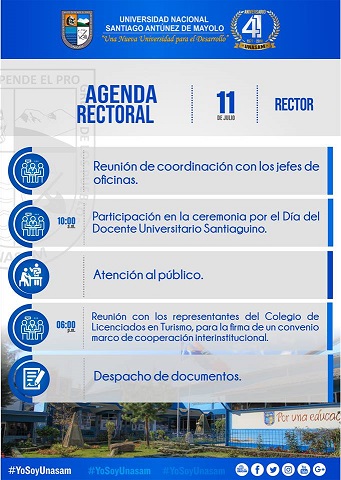 UNIVERSIDAD NACIONAL
SANTIAGO ANTÚNEZ DE MAYOLO
"Una Nueva Universidad para el Desarrollo"
41
UNASAM
AGENDA
RECTORAL
11
DE JULIO
RECTOR
Reunión de coordinación con los jefes de
oficinas.
10:00
Participación en la ceremonia por el Día del
Docente Universitario Santiaguino.
Atención al público.
06:00
p.m.
Reunión con los representantes del Colegio de
Licenciados en Turismo, para la firma de un convenio
marco de cooperación interinstitucional.
Despacho de documentos.
Por una educac
#YoSoyUnasam #YoSoyUnasam #YoSoyUnasam